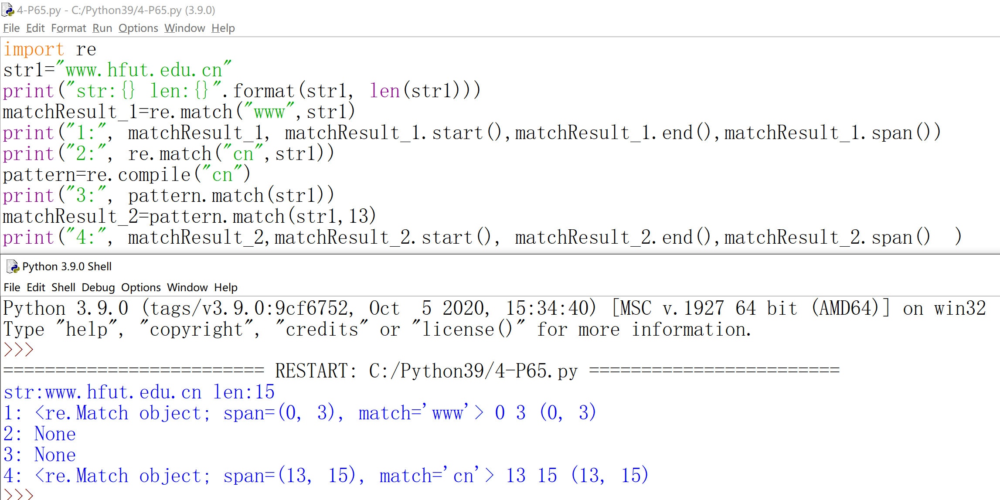 4-P65.py - C:/Python39/4-P65.py (3.9.0)
File Edit Format Run Options Window Help
import re
str1="www.hfut.edu.cn"
print("str:{} len:{}".format(str1, len(str1)))
matchResult_1=re.match("www",str1)
print("1:", matchResult_1, matchResult_1.start(),matchResult_1.end(),matchResult_1.span())
print("2:", re.match("cn",str1))
pattern=re.compile("cn")
print("3:", pattern.match(str1))
matchResult_2=pattern.match(str1,13)
print("4:", matchResult_2,matchResult_2.start(), matchResult_2.end(),matchResult_2.span()  )
Python 3.9.0 Shell
File Edit Shell Debug Options Window Help
Python 3.9.0 (tags/v3.9.0:9cf6752, Oct  5 2020, 15:34:40) [MSC v.1927 64 bit (AMD64)] on win32
Type "help", "copyright", "credits" or "license()" for more information.
>>>
========================= RESTART: C:/Python39/4-P65.py ========================
str:www.hfut.edu.cn len:15
1: <re.Match object; span=(0, 3), match='www'> 0 3 (0, 3)
2: None
3: None
4: <re.Match object; span=(13, 15), match='cn'> 13 15 (13, 15)
>>>